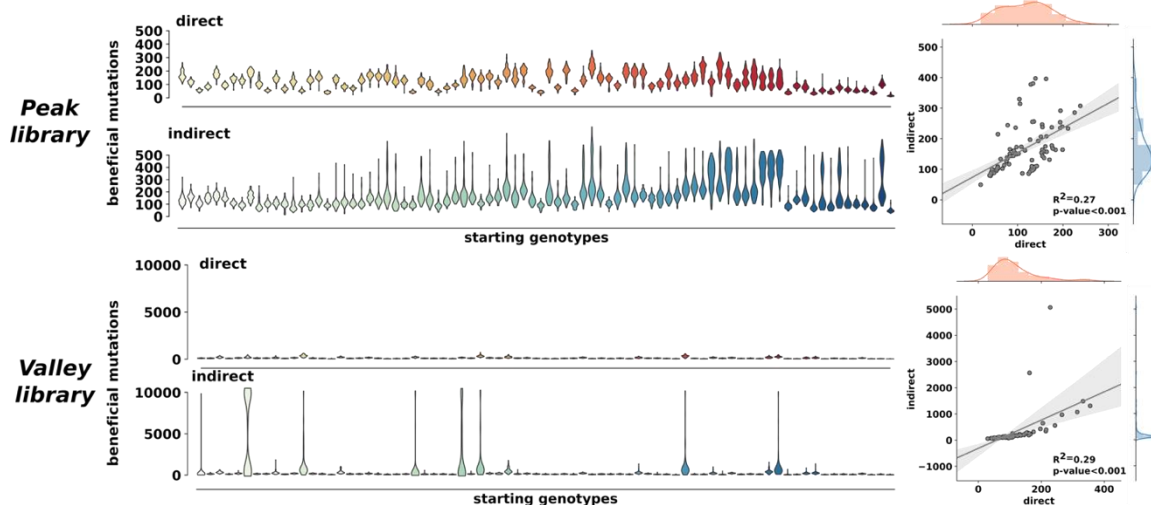 Peak
library
beneficial mutations
direct
500
400
300
200
100
0
indirect
500
400
300
200
100
0
starting genotypes
indirect
500
400
300
200
100
0
R2=0.27
p-value<0.001
0
100
200
300
direct
Valley
library
beneficial mutations
direct
10000
5000
0
indirect
10000
5000
0
starting genotypes
indirect
5000
4000
3000
2000
1000
0
−1000
R2=0.29
p-value<0.001
0
200
400
direct